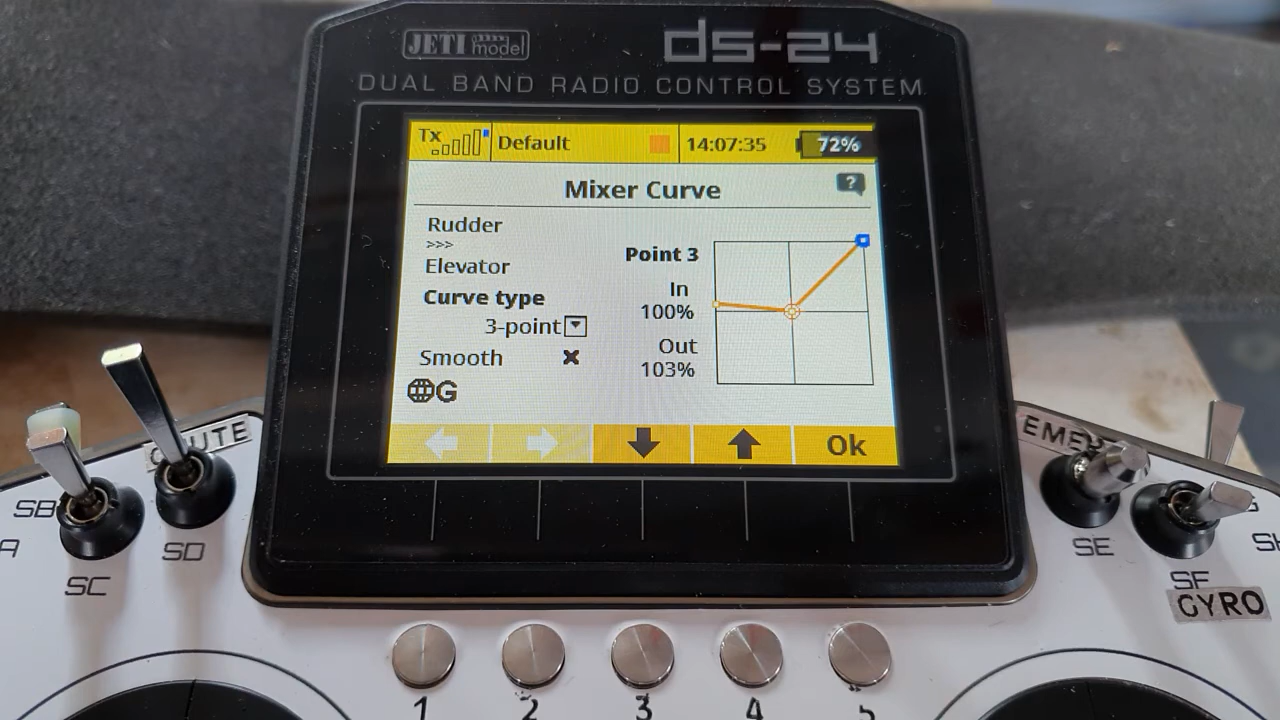 JETI model
ds-24
DUAL BAND RADIO CONTROL SYSTEM
Tx Default 14:07:35 72%
Mixer Curve ?
Rudder
>>>
Elevator
Point 3
Curve type
In
100%
3-point
Out
103%
Smooth
G
Ok
SB
SC
SD
SE
SF
GYRO
1 2 3 4 5